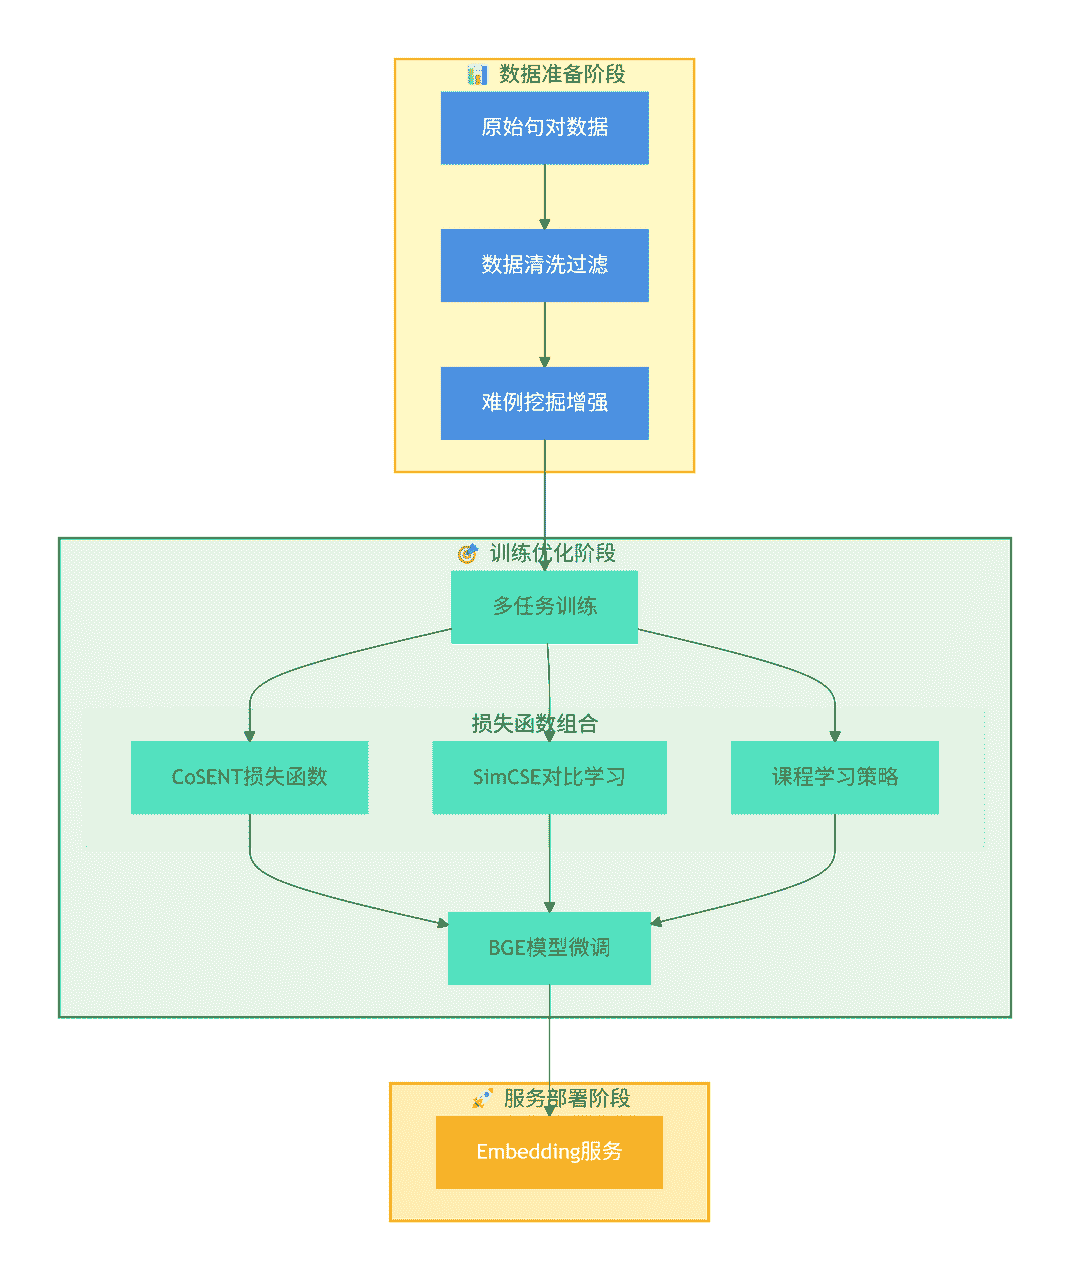 📊 数据准备阶段
原始句对数据
数据清洗过滤
难例挖掘增强
🎯 训练优化阶段
多任务训练
损失函数组合
CoSENT损失函数
SimCSE对比学习
课程学习策略
BGE模型微调
🚀 服务部署阶段
Embedding服务